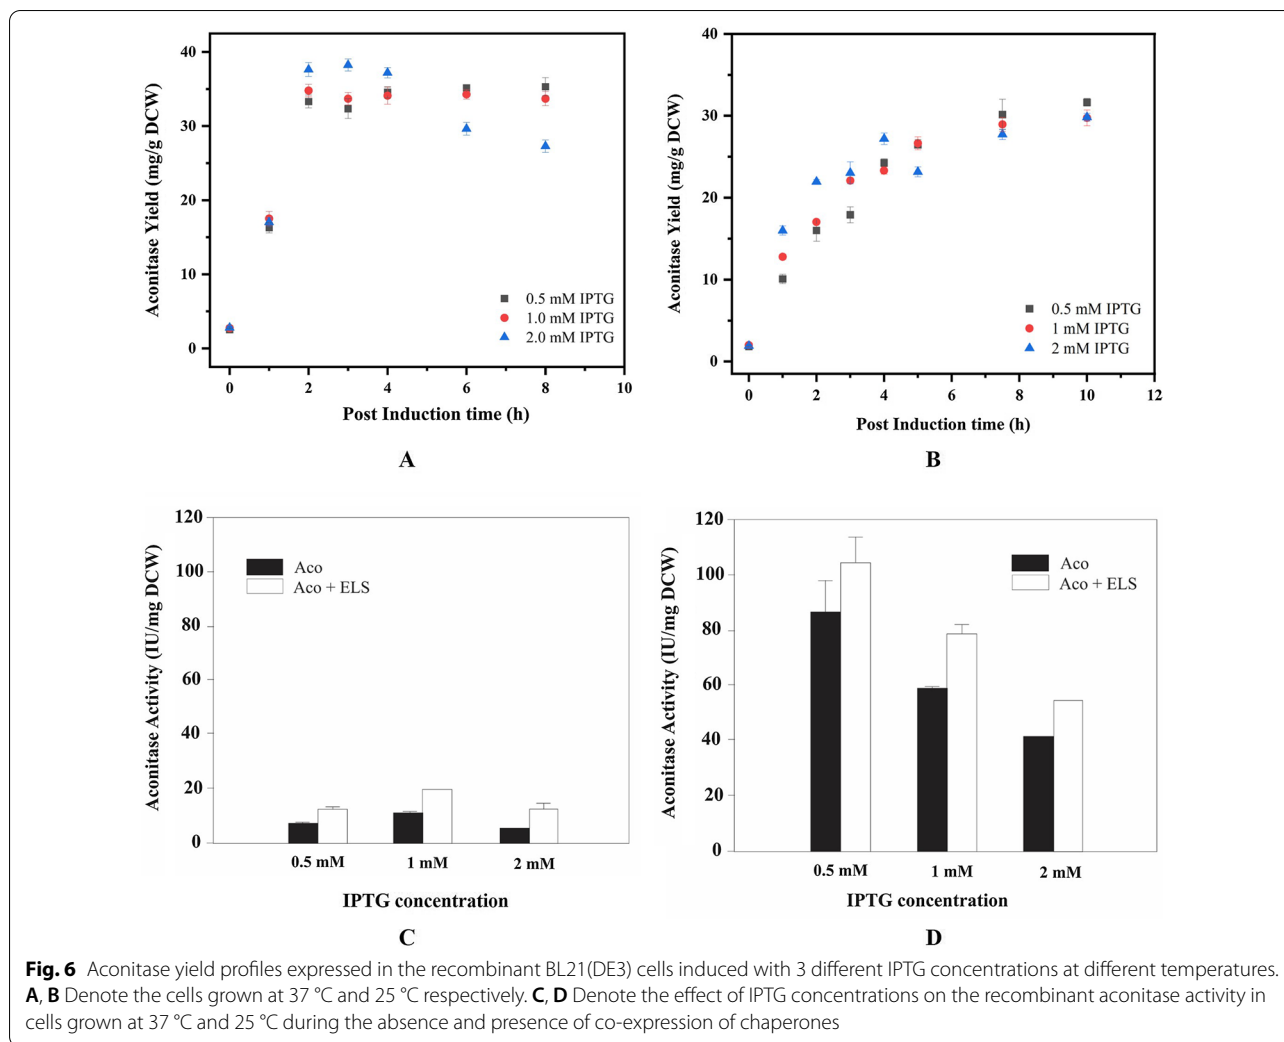 40
30
20
10
0
Aconitase Yield (mg/g DCW)
0.5 mM IPTG
1.0 mM IPTG
2.0 mM IPTG
0 2 4 6 8 10
Post Induction time (h)
A
40
30
20
10
0
Aconitase Yield (mg/g DCW)
0.5 mM IPTG
1 mM IPTG
2 mM IPTG
0 2 4 6 8 10 12
Post Induction time (h)
B
120
100
80
60
40
20
0
Aconitase Activity (IU/mg DCW)
Aco
Aco + ELS
0.5 mM 1 mM 2 mM
IPTG concentration
C
120
100
80
60
40
20
0
Aconitase Activity (IU/mg DCW)
Aco
Aco + ELS
0.5 mM 1 mM 2 mM
IPTG concentration
D
Fig. 6 Aconitase yield profiles expressed in the recombinant BL21(DE3) cells induced with 3 different IPTG concentrations at different temperatures.
A, B Denote the cells grown at 37 °C and 25 °C respectively. C, D Denote the effect of IPTG concentrations on the recombinant aconitase activity in
cells grown at 37 °C and 25 °C during the absence and presence of co-expression of chaperones